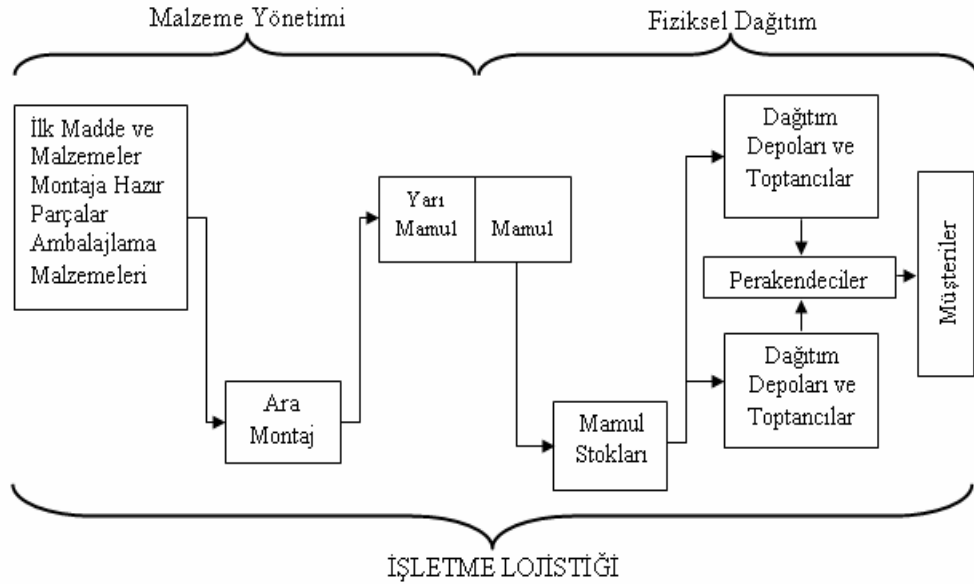 Malzeme Yönetimi
Fiziksel Dağıtım
İlk Madde ve
Malzemeler
Montaja Hazır
Parçalar
Ambalajlama
Malzemeleri
Ara
Montaj
Yarı
Mamul
Mamul
Mamul
Stokları
Dağıtım
Depoları ve
Toptancılar
Perakendeciler
Dağıtım
Depoları ve
Toptancılar
Müşteriler
İŞLETME LOJİSTİĞİ